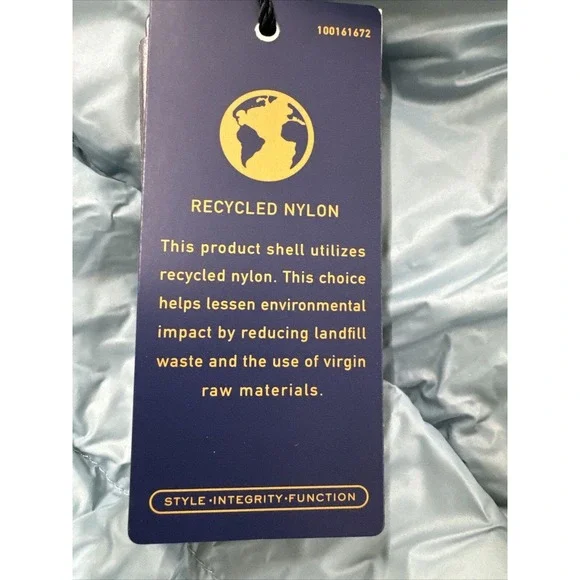 100161672
RECYCLED NYLON
This product shell utilizes
recycled nylon. This choice
helps lessen environmental
impact by reducing landfill
waste and the use of virgin
raw materials.
STYLE•INTEGRITY•FUNCTION